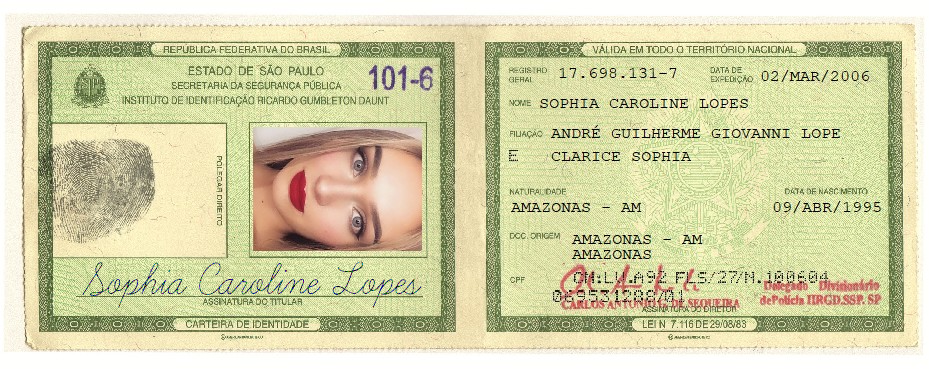 REPÚBLICA FEDERATIVA DO BRASIL
ESTADO DE SÃO PAULO
SECRETARIA DA SEGURANÇA PÚBLICA
INSTITUTO DE IDENTIFICAÇÃO RICARDO GUMBLETON DAUNT
101-6
POLEGAR DIREITO
Sophia Caroline Lopes
ASSINATURA DO TITULAR
CARTEIRA DE IDENTIDADE
VÁLIDA EM TODO O TERRITÓRIO NACIONAL
REGISTRO GERAL 17.698.131-7 DATA DE EXPEDIÇÃO 02/MAR/2006
NOME SOPHIA CAROLINE LOPES
FILIAÇÃO ANDRÉ GUILHERME GIOVANNI LOPE
E CLARICE SOPHIA
NATURALIDADE DATA DE NASCIMENTO
AMAZONAS - AM 09/ABR/1995
DOC. ORIGEM AMAZONAS - AM
AMAZONAS
CPF CM:LV.A92 FLS/27/N.100604
069531288/01
CARLOS ANTONIO G. DE SEQUEIRA
Delegado Divisionário
de Polícia IIRGD.SSP. SP
ASSINATURA DO DIRETOR
LEI N 7.116 DE 29/08/83